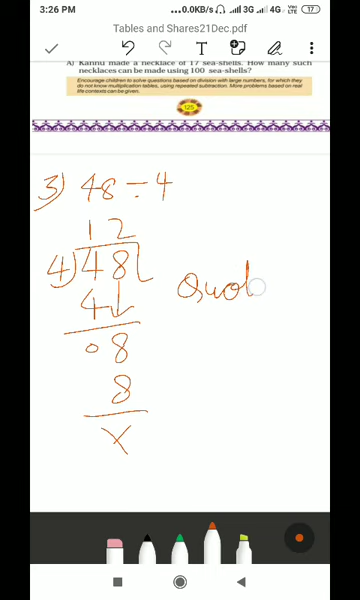 3:26 PM ...0.0KB/s 3G 4G Vo) LTE 17
Tables and Shares21Dec.pdf
A) Kannu made a necklace of 17 sea-shells. How many such
necklaces can be made using 100 sea-shells?
Encourage children to solve questions based on division with large numbers, for which they
do not know multiplication tables, using repeated subtraction. More problems based on real
life contexts can be given.
125
3) 48 ÷ 4
12
4) 48
4↓
08
8
x
Quot